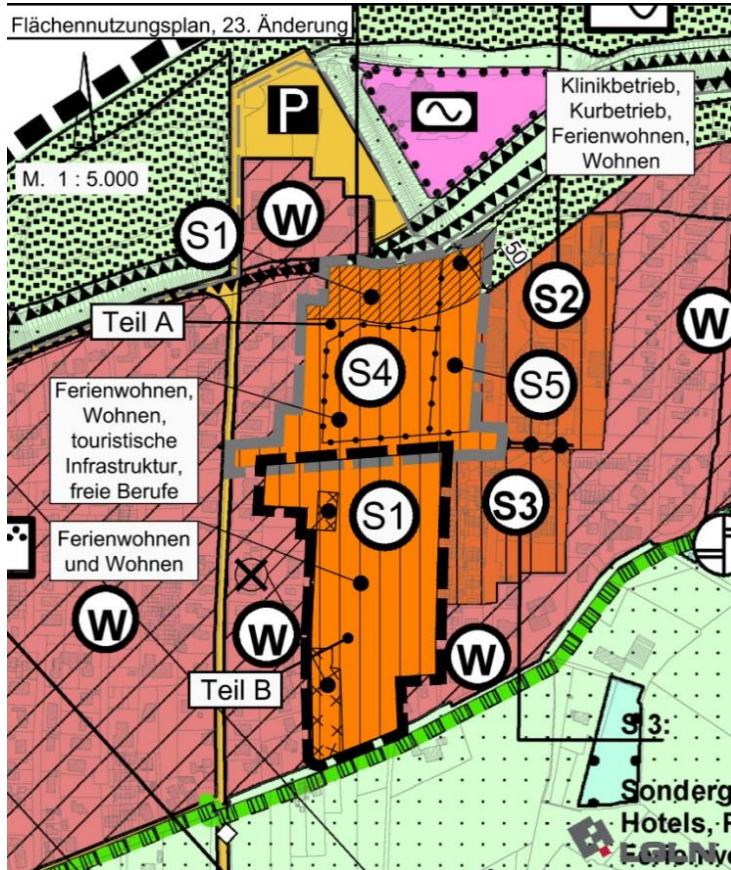 Flächennutzungsplan, 23. Änderung
P
Klinikbetrieb,
Kurbetrieb,
Ferienwohnen,
Wohnen
M. 1 : 5.000
W
S1
50
S2
W
Teil A
S4
S5
Ferienwohnen,
Wohnen,
touristische
Infrastruktur,
freie Berufe
S1
S3
Ferienwohnen
und Wohnen
W
W
W
Teil B
S 3:
Sonderg
Hotels, F
LGLN